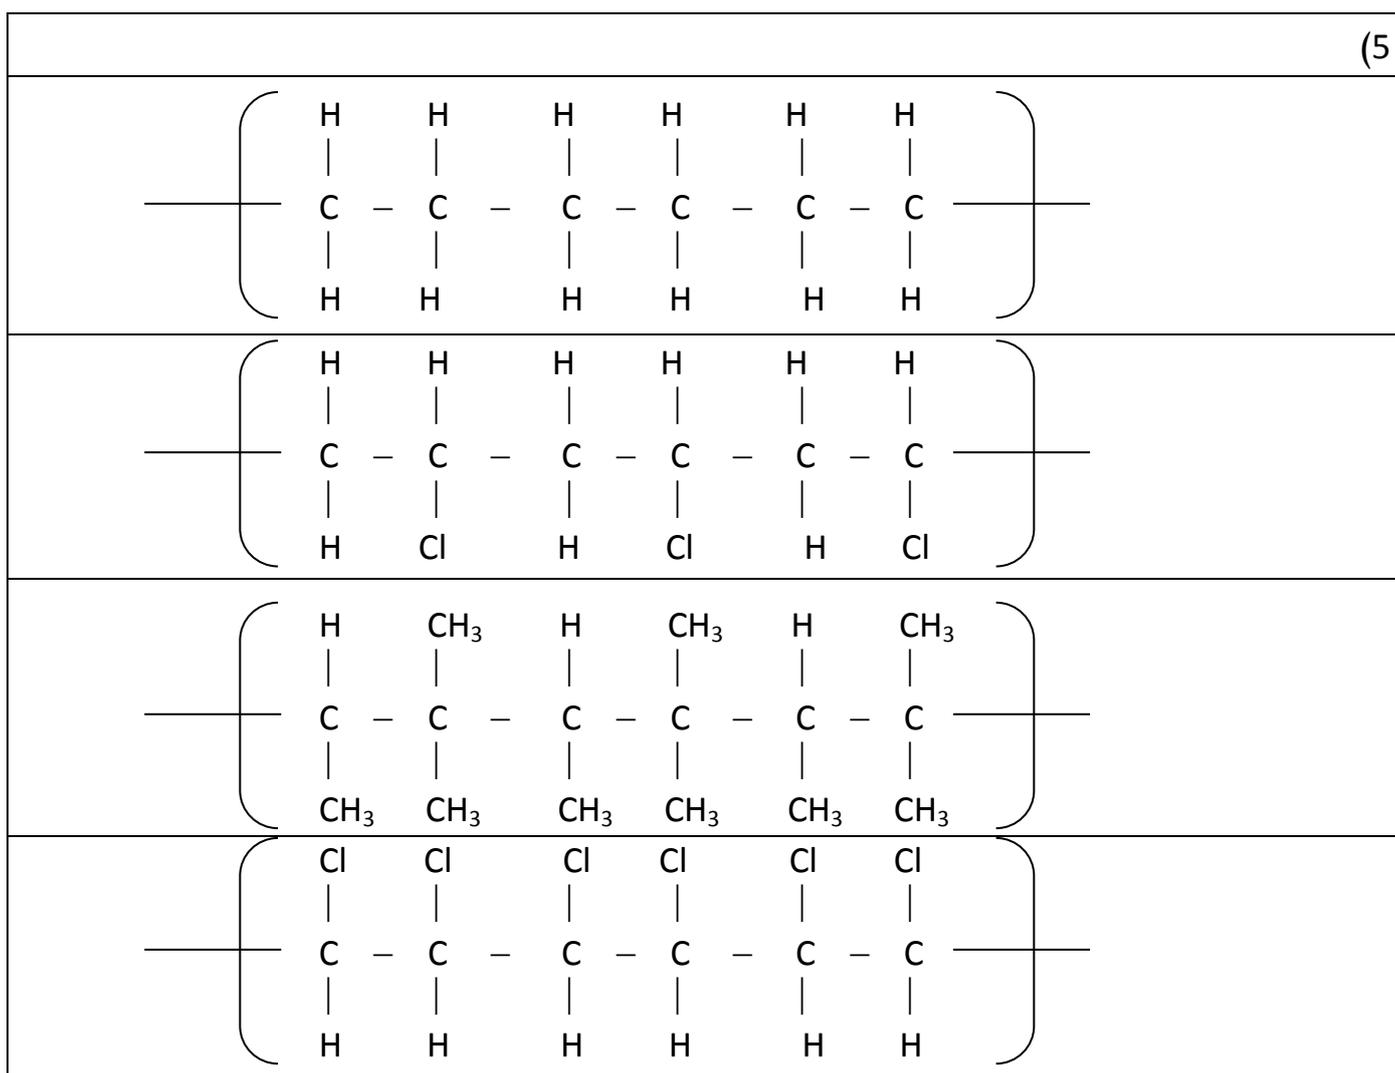 (5
H H H H H H
C – C – C – C – C – C
H H H H H H
H H H H H H
C – C – C – C – C – C
H Cl H Cl H Cl
H CH₃ H CH₃ H CH₃
C – C – C – C – C – C
CH₃ CH₃ CH₃ CH₃ CH₃ CH₃
Cl Cl Cl Cl Cl Cl
C – C – C – C – C – C
H H H H H H